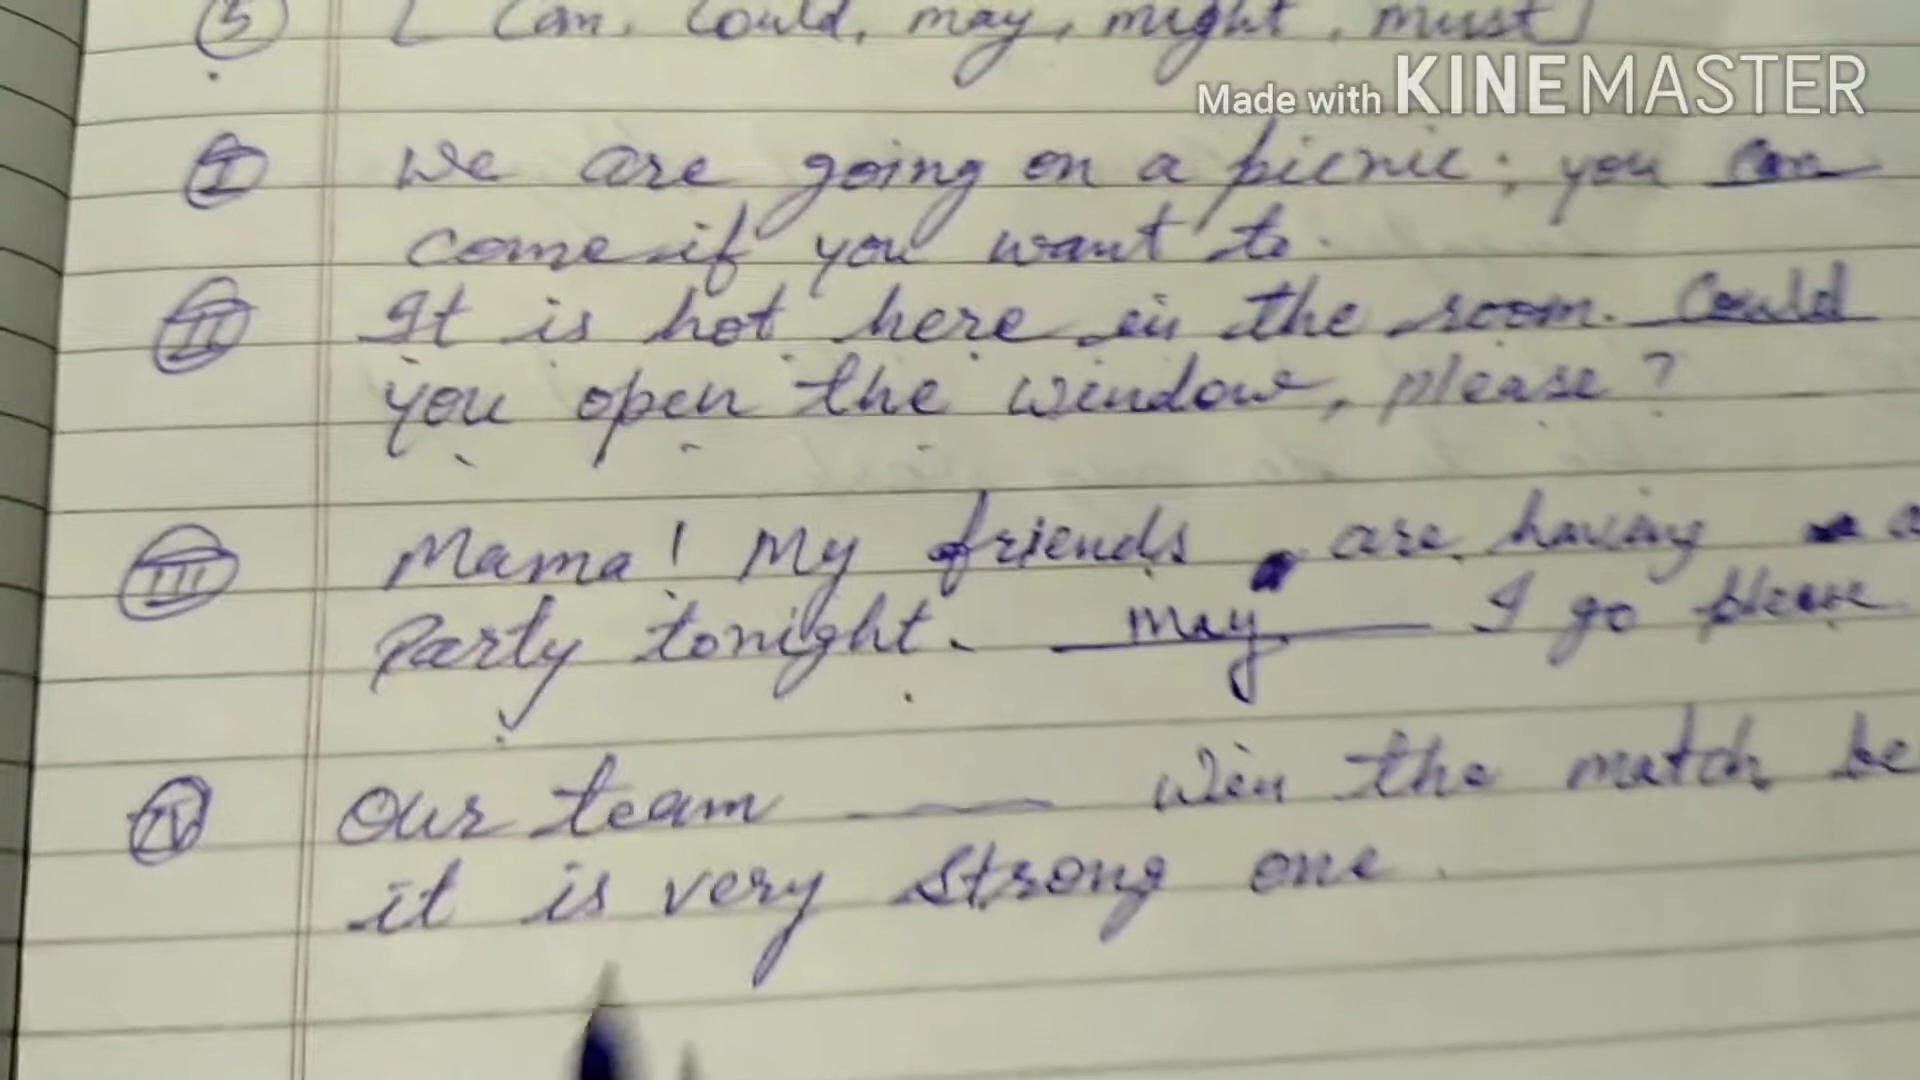 5 [ Can, Could, may, might, must ]
Made with KINEMASTER
I We are going on a picnic; you can
come if you want to.
II It is hot here in the room. Could
you open the window, please?
III Mama! My friends are having a
Party tonight. may I go please
IV Our team ____ win the match be
it is very strong one.